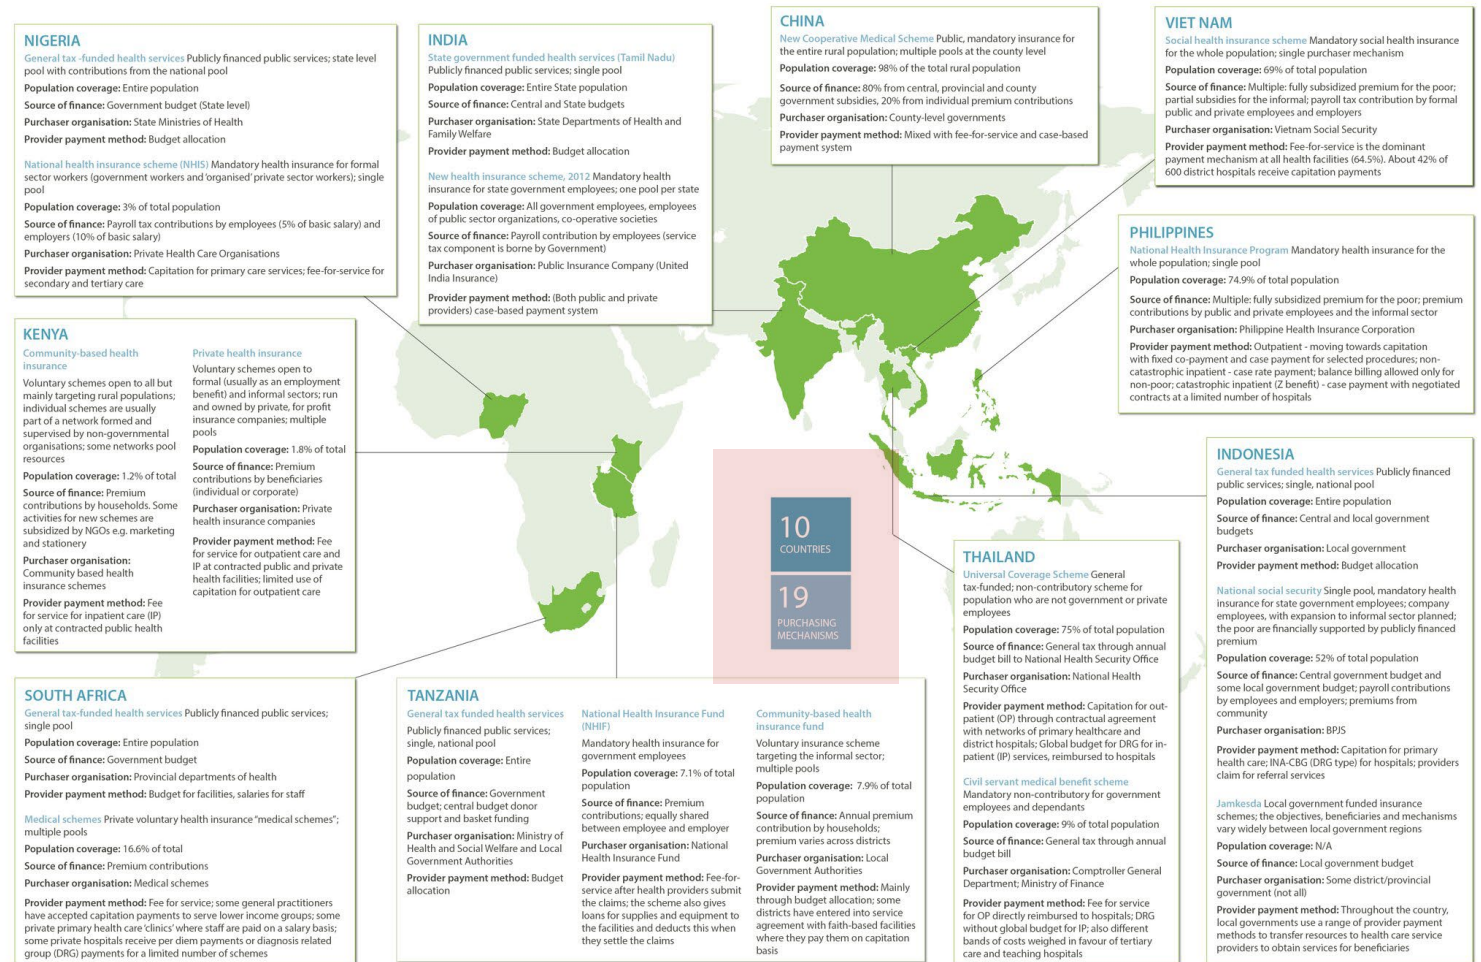 NIGERIA
General tax -funded health services Publicly financed public services; state level
pool with contributions from the national pool
Population coverage: Entire population
Source of finance: Government budget (State level)
Purchaser organisation: State Ministries of Health
Provider payment method: Budget allocation
National health insurance scheme (NHIS) Mandatory health insurance for formal
sector workers (government workers and 'organised' private sector workers); single
pool
Population coverage: 3% of total population
Source of finance: Payroll tax contributions by employees (5% of basic salary) and
employers (10% of basic salary)
Purchaser organisation: Private Health Care Organisations
Provider payment method: Capitation for primary care services; fee-for-service for
secondary and tertiary care
INDIA
State government funded health services (Tamil Nadu)
Publicly financed public services; single pool
Population coverage: Entire State population
Source of finance: Central and State budgets
Purchaser organisation: State Departments of Health and
Family Welfare
Provider payment method: Budget allocation
New health insurance scheme, 2012 Mandatory health
insurance for state government employees; one pool per state
Population coverage: All government employees, employees
of public sector organizations, co-operative societies
Source of finance: Payroll contribution by employees (service
tax component is borne by Government)
Purchaser organisation: Public Insurance Company (United
India Insurance)
Provider payment method: (Both public and private
providers) case-based payment system
CHINA
New Cooperative Medical Scheme Public, mandatory insurance for
the entire rural population; multiple pools at the county level
Population coverage: 98% of the total rural population
Source of finance: 80% from central, provincial and county
government subsidies, 20% from individual premium contributions
Purchaser organisation: County-level governments
Provider payment method: Mixed with fee-for-service and case-based
payment system
VIET NAM
Social health insurance scheme Mandatory social health insurance
for the whole population; single purchaser mechanism
Population coverage: 69% of total population
Source of finance: Multiple: fully subsidized premium for the poor;
partial subsidies for the informal; payroll tax contribution by formal
public and private employees and employers
Purchaser organisation: Vietnam Social Security
Provider payment method: Fee-for-service is the dominant
payment mechanism at all health facilities (64.5%). About 42% of
600 district hospitals receive capitation payments
PHILIPPINES
National Health Insurance Program Mandatory health insurance for the
whole population; single pool
Population coverage: 74.9% of total population
Source of finance: Multiple: fully subsidized premium for the poor; premium
contributions by public and private employees and the informal sector
Purchaser organisation: Philippine Health Insurance Corporation
Provider payment method: Outpatient - moving towards capitation
with fixed co-payment and case payment for selected procedures; non-
catastrophic inpatient - case rate payment; balance billing allowed only for
non-poor; catastrophic inpatient (Z benefit) - case payment with negotiated
contracts at a limited number of hospitals
KENYA
Community-based health
insurance
Voluntary schemes open to all but
mainly targeting rural populations;
individual schemes are usually
part of a network formed and
supervised by non-governmental
organisations; some networks pool
resources
Population coverage: 1.2% of total
Source of finance: Premium
contributions by households. Some
activities for new schemes are
subsidized by NGOs e.g. marketing
and stationery
Purchaser organisation:
Community based health
insurance schemes
Provider payment method: Fee
for service for inpatient care (IP)
only at contracted public health
facilities
Private health insurance
Voluntary schemes open to
formal (usually as an employment
benefit) and informal sectors; run
and owned by private, for profit
insurance companies; multiple
pools
Population coverage: 1.8% of total
Source of finance: Premium
contributions by beneficiaries
(individual or corporate)
Purchaser organisation: Private
health insurance companies
Provider payment method: Fee
for service for outpatient care and
IP at contracted public and private
health facilities; limited use of
capitation for outpatient care
10
COUNTRIES
19
PURCHASING
MECHANISMS
INDONESIA
General tax funded health services Publicly financed
public services; single, national pool
Population coverage: Entire population
Source of finance: Central and local government
budgets
Purchaser organisation: Local government
Provider payment method: Budget allocation
National social security Single pool, mandatory health
insurance for state government employees; company
employees, with expansion to informal sector planned;
the poor are financially supported by publicly financed
premium
Population coverage: 52% of total population
Source of finance: Central government budget and
some local government budget; payroll contributions
by employees and employers; premiums from
community
Purchaser organisation: BPJS
Provider payment method: Capitation for primary
health care; INA-CBG (DRG type) for hospitals; providers
claim for referral services
Jamkesda Local government funded insurance
schemes; the objectives, beneficiaries and mechanisms
vary widely between local government regions
Population coverage: N/A
Source of finance: Local government budget
Purchaser organisation: Some district/provincial
government (not all)
Provider payment method: Throughout the country,
local governments use a range of provider payment
methods to transfer resources to health care service
providers to obtain services for beneficiaries
THAILAND
Universal Coverage Scheme General
tax-funded; non-contributory scheme for
population who are not government or private
employees
Population coverage: 75% of total population
Source of finance: General tax through annual
budget bill to National Health Security Office
Purchaser organisation: National Health
Security Office
Provider payment method: Capitation for out-
patient (OP) through contractual agreement
with networks of primary healthcare and
district hospitals; Global budget for DRG for in-
patient (IP) services, reimbursed to hospitals
Civil servant medical benefit scheme
Mandatory non-contributory for government
employees and dependants
Population coverage: 9% of total population
Source of finance: General tax through annual
budget bill
Purchaser organisation: Comptroller General
Department; Ministry of Finance
Provider payment method: Fee for service
for OP directly reimbursed to hospitals; DRG
without global budget for IP; also different
bands of costs weighed in favour of tertiary
care and teaching hospitals
SOUTH AFRICA
General tax-funded health services Publicly financed public services;
single pool
Population coverage: Entire population
Source of finance: Government budget
Purchaser organisation: Provincial departments of health
Provider payment method: Budget for facilities, salaries for staff
Medical schemes Private voluntary health insurance "medical schemes";
multiple pools
Population coverage: 16.6% of total
Source of finance: Premium contributions
Purchaser organisation: Medical schemes
Provider payment method: Fee for service; some general practitioners
have accepted capitation payments to serve lower income groups; some
private primary health care 'clinics' where staff are paid on a salary basis;
some private hospitals receive per diem payments or diagnosis related
group (DRG) payments for a limited number of schemes
TANZANIA
General tax funded health services
Publicly financed public services;
single, national pool
Population coverage: Entire
population
Source of finance: Government
budget; central budget donor
support and basket funding
Purchaser organisation: Ministry of
Health and Social Welfare and Local
Government Authorities
Provider payment method: Budget
allocation
National Health Insurance Fund
(NHIF)
Mandatory health insurance for
government employees
Population coverage: 7.1% of total
population
Source of finance: Premium
contributions; equally shared
between employee and employer
Purchaser organisation: National
Health Insurance Fund
Provider payment method: Fee-for-
service after health providers submit
the claims; the scheme also gives
loans for supplies and equipment to
the facilities and deducts this when
they settle the claims
Community-based health
insurance fund
Voluntary insurance scheme
targeting the informal sector;
multiple pools
Population coverage: 7.9% of total
population
Source of finance: Annual premium
contribution by households;
premium varies across districts
Purchaser organisation: Local
Government Authorities
Provider payment method: Mainly
through budget allocation; some
districts have entered into service
agreement with faith-based facilities
where they pay them on capitation
basis